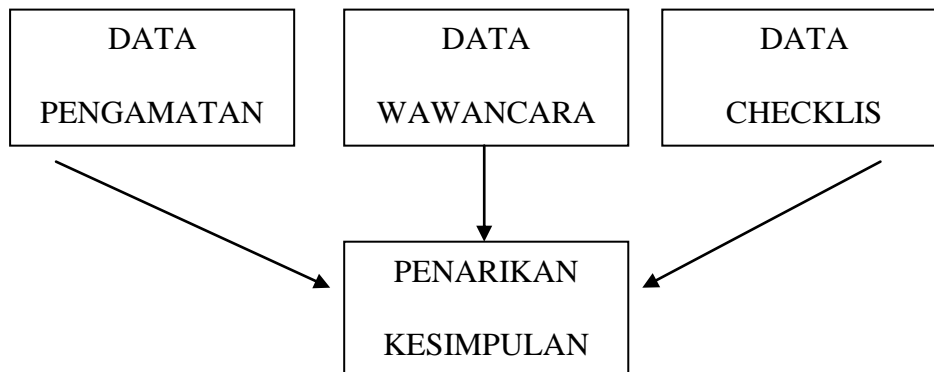 DATA
PENGAMATAN
DATA
WAWANCARA
DATA
CHECKLIS
PENARIKAN
KESIMPULAN